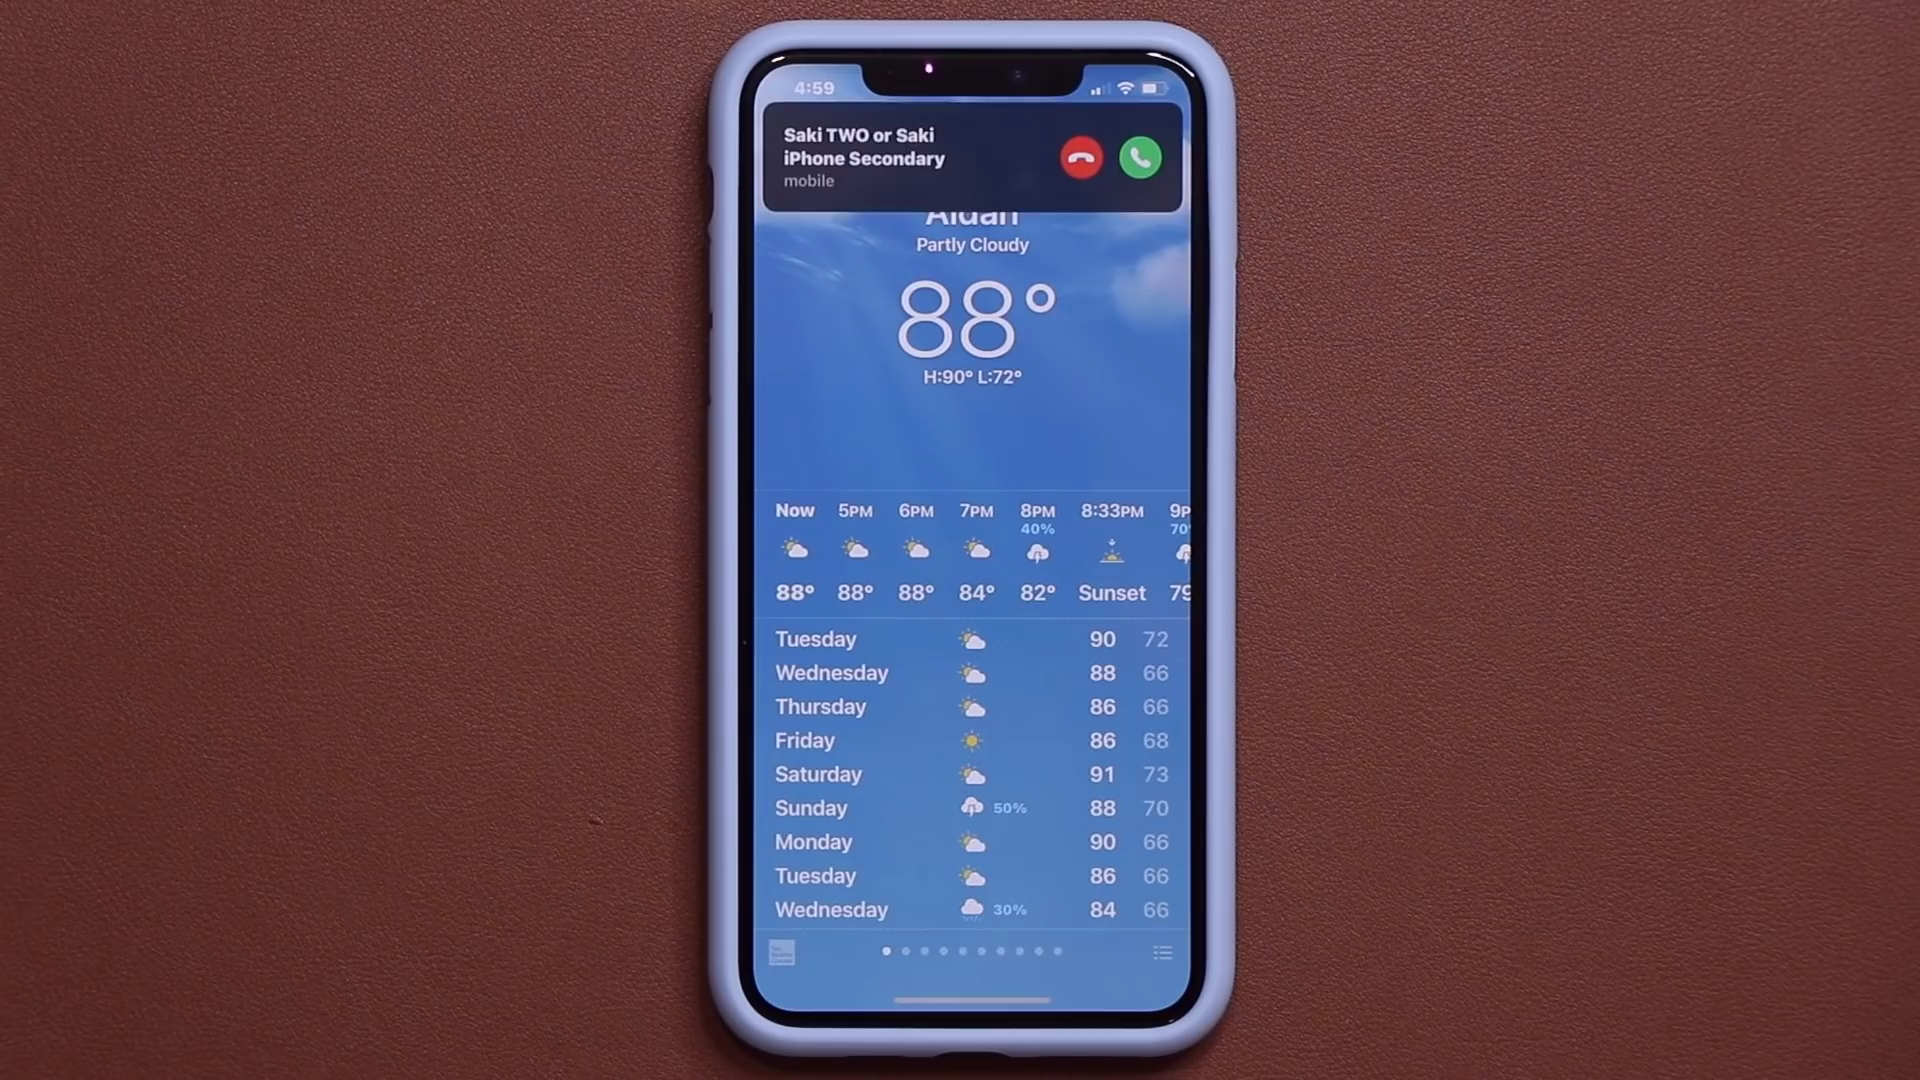 4:59
Saki TWO or Saki
iPhone Secondary
mobile
Partly Cloudy
88°
H:90° L:72°
Now 5PM 6PM 7PM 8PM 8:33PM
40%
88° 88° 88° 84° 82° Sunset 79
Tuesday 90 72
Wednesday 88 66
Thursday 86 66
Friday 86 68
Saturday 91 73
Sunday 50% 88 70
Monday 90 66
Tuesday 86 66
Wednesday 30% 84 66